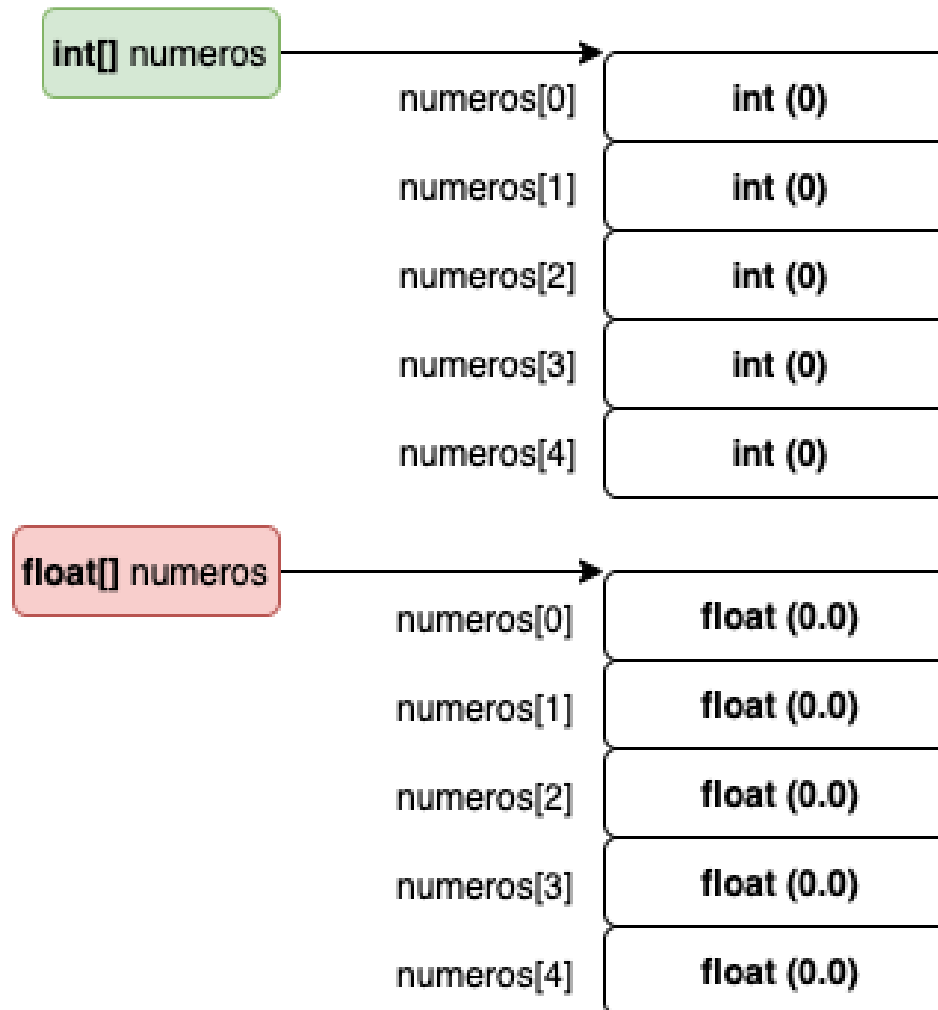 int[] numeros
numeros[0] int (0)
numeros[1] int (0)
numeros[2] int (0)
numeros[3] int (0)
numeros[4] int (0)
float[] numeros
numeros[0] float (0.0)
numeros[1] float (0.0)
numeros[2] float (0.0)
numeros[3] float (0.0)
numeros[4] float (0.0)